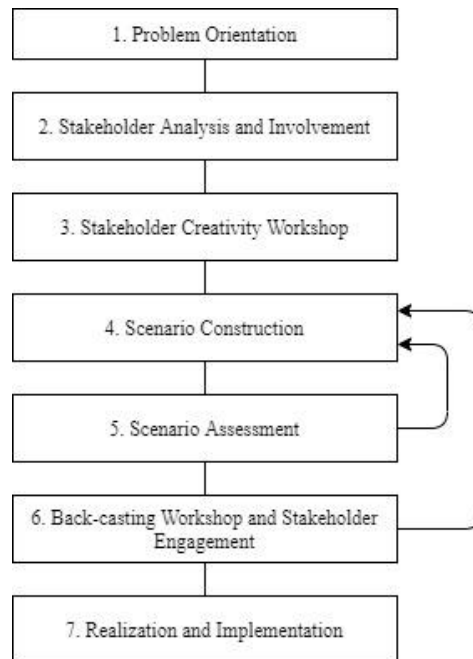 1. Problem Orientation
2. Stakeholder Analysis and Involvement
3. Stakeholder Creativity Workshop
4. Scenario Construction
5. Scenario Assessment
6. Back-casting Workshop and Stakeholder
Engagement
7. Realization and Implementation